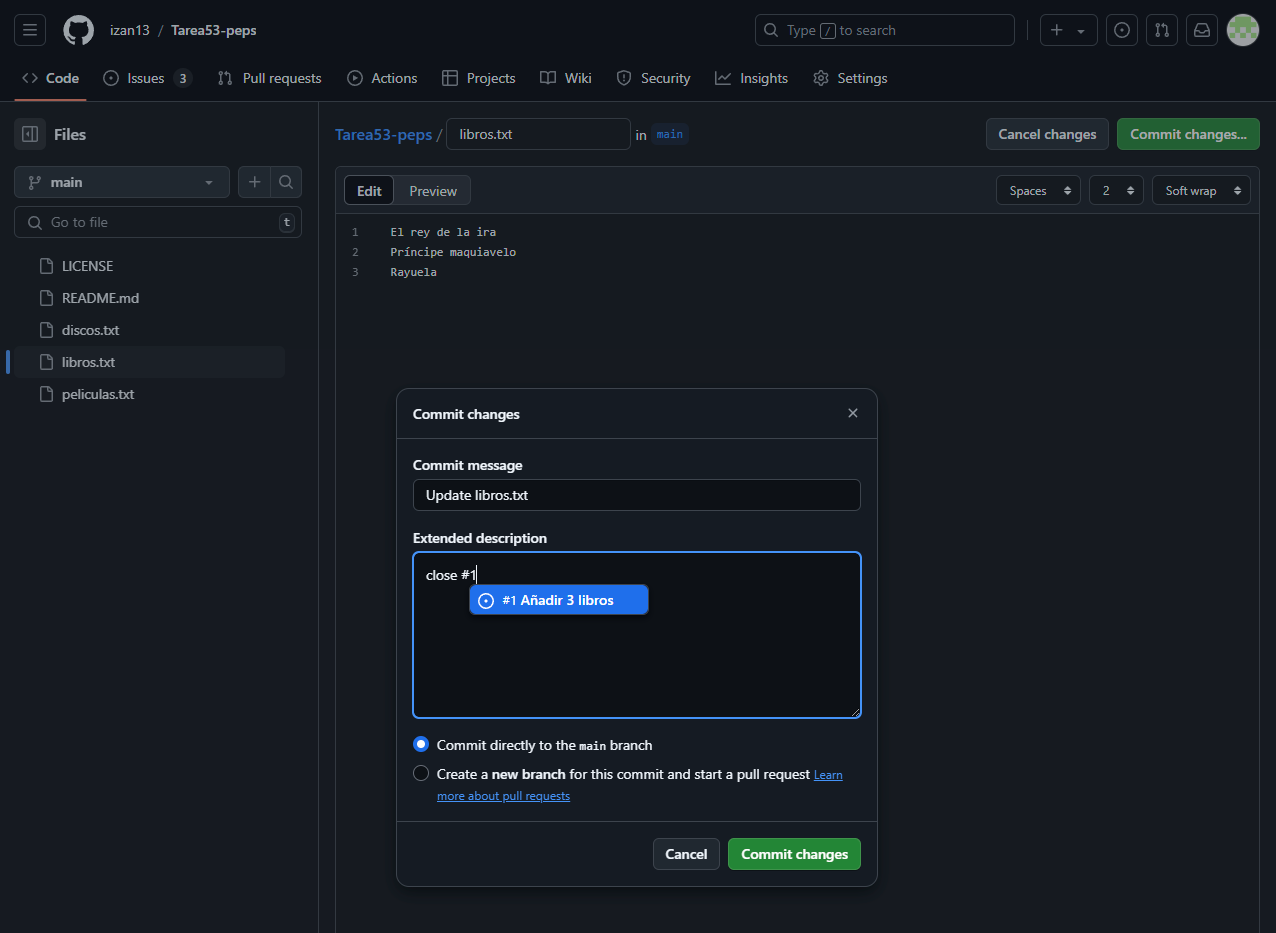 izan13 / Tarea53-peps
Type / to search
Code
Issues 3
Pull requests
Actions
Projects
Wiki
Security
Insights
Settings
Files
main
Go to file t
LICENSE
README.md
discos.txt
libros.txt
peliculas.txt
Tarea53-peps / libros.txt in main
Cancel changes
Commit changes...
Edit
Preview
Spaces
2
Soft wrap
1 El rey de la ira
2 Príncipe maquiavelo
3 Rayuela
Commit changes
Commit message
Update libros.txt
Extended description
close #1
#1 Añadir 3 libros
Commit directly to the main branch
Create a new branch for this commit and start a pull request Learn
more about pull requests
Cancel
Commit changes